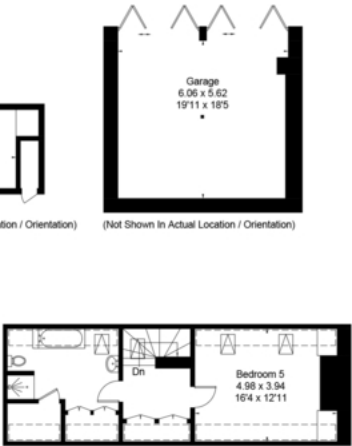 Garage
6.06 x 5.62
19'11 x 18'5
tion / Orientation)
(Not Shown In Actual Location / Orientation)
Dn
Bedroom 5
4.98 x 3.94
16'4 x 12'11